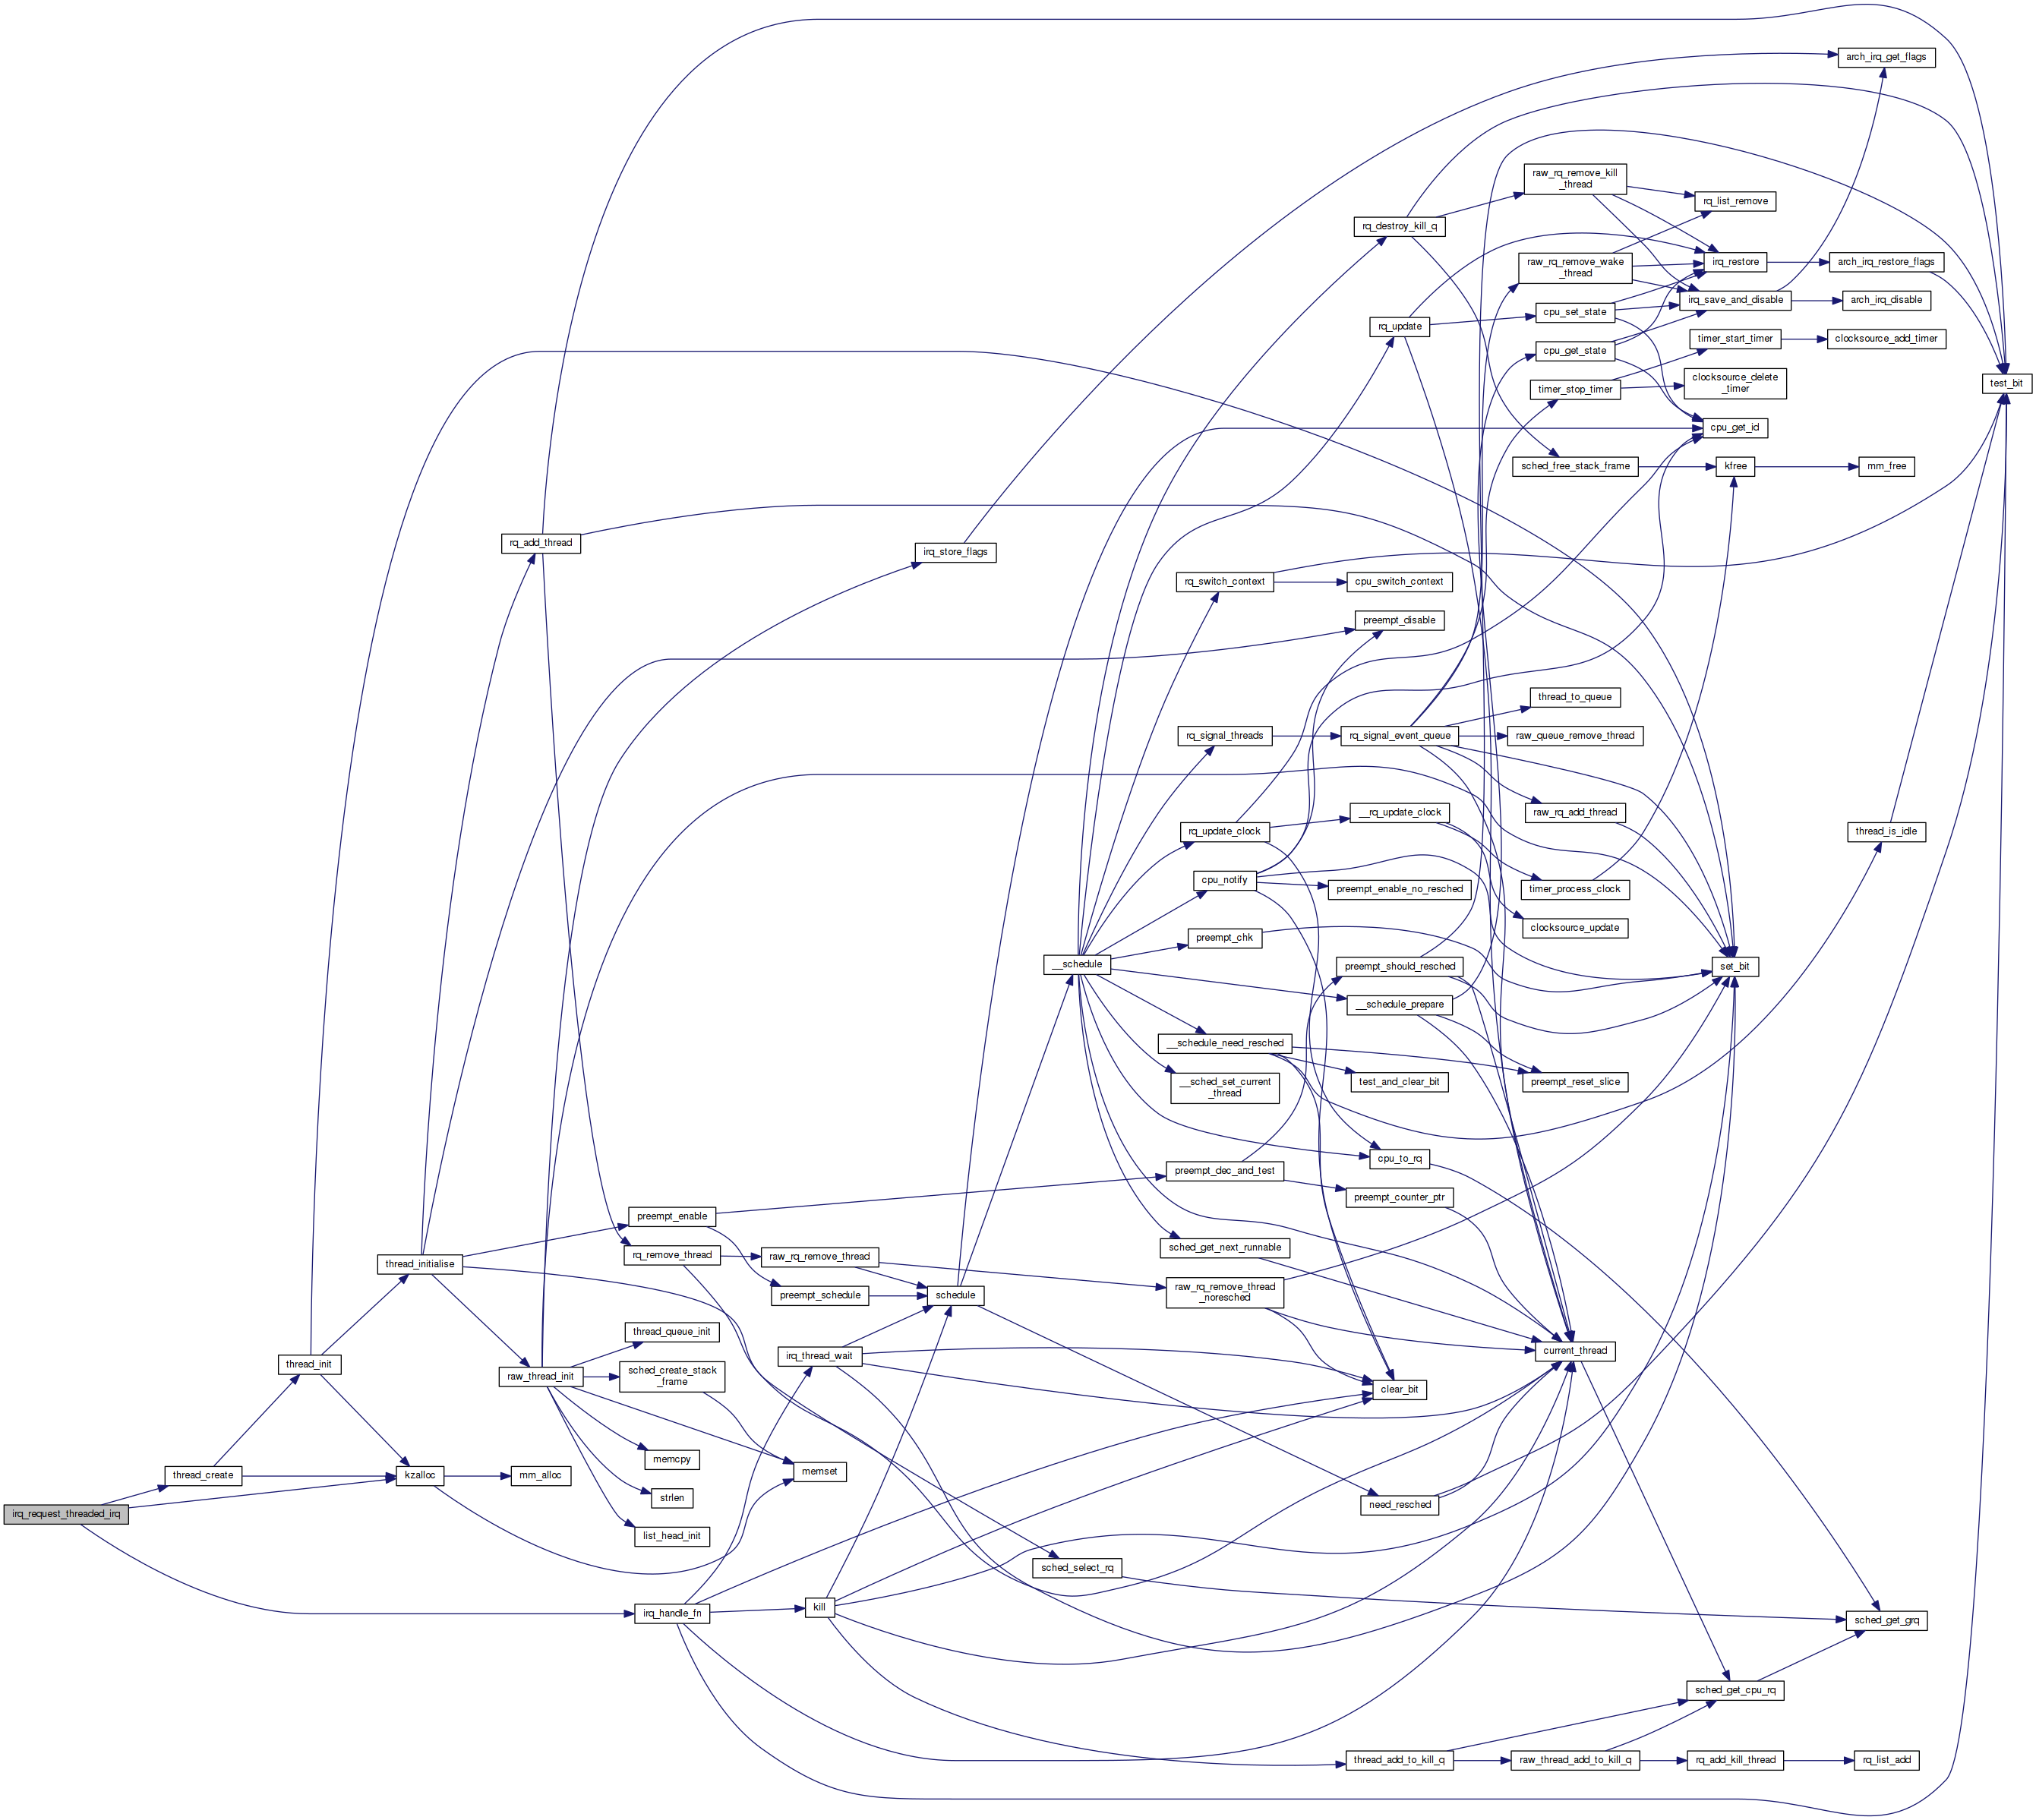 arch_irq_get_flags
raw_rq_remove_kill
_thread
rq_list_remove
rq_destroy_kill_q
raw_rq_remove_wake
_thread
irq_restore
arch_irq_restore_flags
irq_save_and_disable
arch_irq_disable
cpu_set_state
rq_update
timer_start_timer
clocksource_add_timer
cpu_get_state
clocksource_delete
_timer
test_bit
timer_stop_timer
cpu_get_id
sched_free_stack_frame
kfree
mm_free
rq_add_thread
irq_store_flags
rq_switch_context
cpu_switch_context
preempt_disable
thread_to_queue
rq_signal_threads
rq_signal_event_queue
raw_queue_remove_thread
__rq_update_clock
raw_rq_add_thread
rq_update_clock
thread_is_idle
cpu_notify
preempt_enable_no_resched
timer_process_clock
clocksource_update
preempt_chk
__schedule
preempt_should_resched
set_bit
__schedule_prepare
__schedule_need_resched
__sched_set_current
_thread
test_and_clear_bit
preempt_reset_slice
cpu_to_rq
preempt_dec_and_test
preempt_counter_ptr
preempt_enable
sched_get_next_runnable
rq_remove_thread
raw_rq_remove_thread
thread_initialise
raw_rq_remove_thread
_noresched
preempt_schedule
schedule
thread_queue_init
current_thread
irq_thread_wait
thread_init
raw_thread_init
sched_create_stack
_frame
clear_bit
memcpy
memset
thread_create
kzalloc
mm_alloc
strlen
need_resched
irq_request_threaded_irq
list_head_init
sched_select_rq
kill
irq_handle_fn
sched_get_grq
sched_get_cpu_rq
thread_add_to_kill_q
raw_thread_add_to_kill_q
rq_add_kill_thread
rq_list_add